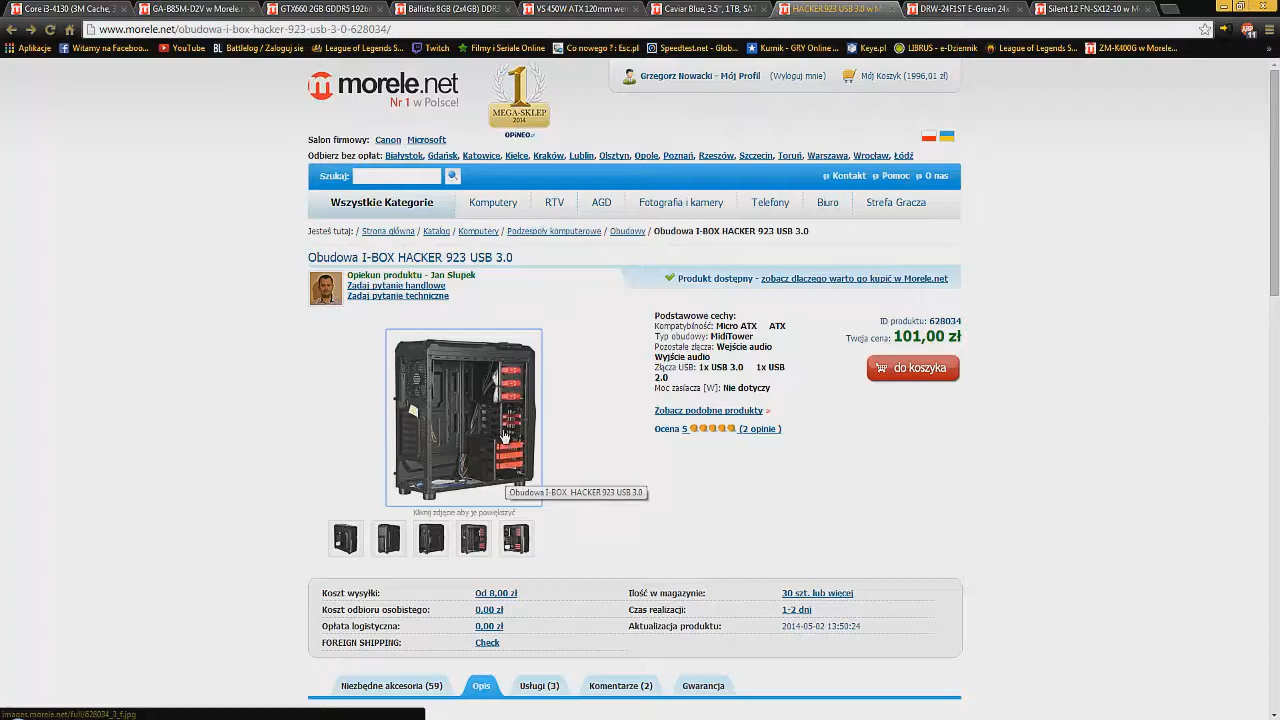 Core i3-4130 (3M Cache, 3
GA-B85M-D2V w Morele.n
GTX660 2GB GDDR5 192bi
Ballistix 8GB (2x4GB) DDR3
VS 450W ATX 120mm wen
Caviar Blue, 3.5'', 1TB, SAT
HACKER 923 USB 3.0 w M
DRW-24F1ST E-Green 24x
Silent 12 FN-SX12-10 w M
www.morele.net/obudowa-i-box-hacker-923-usb-3-0-628034/
Aplikacje
Witamy na Faceboo...
YouTube
Battlelog / Zaloguj się
League of Legends S...
Twitch
Filmy i Seriale Online
Co nowego ? : Esc.pl
Speedtest.net - Glob...
Kurnik - GRY Online ...
Keye.pl
LIBRUS - e-Dziennik
League of Legends S...
ZM-K400G w Morele...
morele.net
Nr 1 w Polsce!
1
MEGA-SKLEP
2014
OPiNEO.pl
Grzegorz Nowacki - Mój Profil (Wyloguj mnie)
Mój Koszyk (1996,01 zł)
Salon firmowy: Canon Microsoft
Odbierz bez opłat: Białystok, Gdańsk, Katowice, Kielce, Kraków, Lublin, Olsztyn, Opole, Poznań, Rzeszów, Szczecin, Toruń, Warszawa, Wrocław, Łódź
Szukaj:
Kontakt Pomoc O nas
Wszystkie Kategorie Komputery RTV AGD Fotografia i kamery Telefony Biuro Strefa Gracza
Jesteś tutaj: / Strona główna / Katalog / Komputery / Podzespoły komputerowe / Obudowy / Obudowa I-BOX HACKER 923 USB 3.0
Obudowa I-BOX HACKER 923 USB 3.0
Opiekun produktu - Jan Słupek
Zadaj pytanie handlowe
Zadaj pytanie techniczne
Produkt dostępny - zobacz dlaczego warto go kupić w Morele.net
Podstawowe cechy:
Kompatybilność: Micro ATX ATX
Typ obudowy: MidiTower
Pozostałe złącza: Wejście audio
Wyjście audio
Złącza USB: 1x USB 3.0 1x USB
2.0
Moc zasilacza [W]: Nie dotyczy
ID produktu: 628034
Twoja cena: 101,00 zł
do koszyka
Zobacz podobne produkty >
Ocena 5 (2 opinie )
Obudowa I-BOX HACKER 923 USB 3.0
Kliknij zdjęcie aby je powiększyć
Koszt wysyłki: Od 8,00 zł
Koszt odbioru osobistego: 0,00 zł
Opłata logistyczna: 0,00 zł
FOREIGN SHIPPING: Check
Ilość w magazynie: 30 szt. lub więcej
Czas realizacji: 1-2 dni
Aktualizacja produktu: 2014-05-02 13:50:24
Niezbędne akcesoria (59) Opis Usługi (3) Komentarze (2) Gwarancja
images.morele.net/full/628034_3_f.jpg